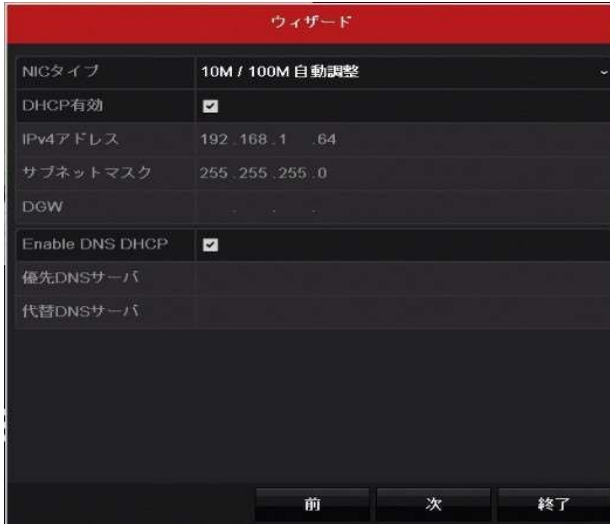 ウィザード
NICタイプ 10M / 100M 自動調整
DHCP有効
IPv4アドレス 192.168.1 .64
サブネットマスク 255.255.255.0
DGW . . .
Enable DNS DHCP
優先DNSサーバ
代替DNSサーバ
前 次 終了